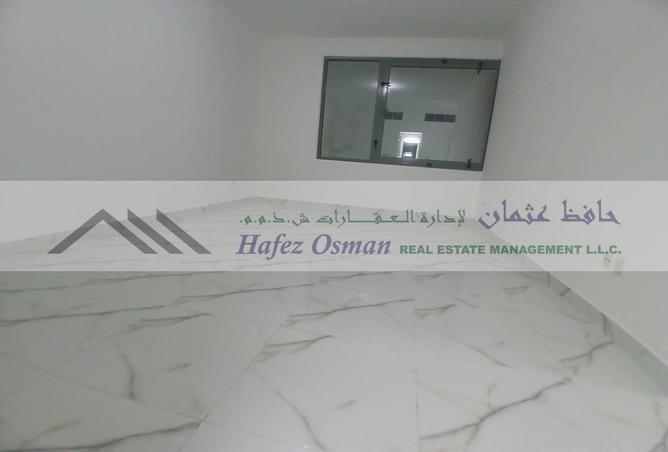 حافظ عثمان لإدارة العقارات ش.ذ.م.م.
Hafez Osman REAL ESTATE MANAGEMENT L.L.C.